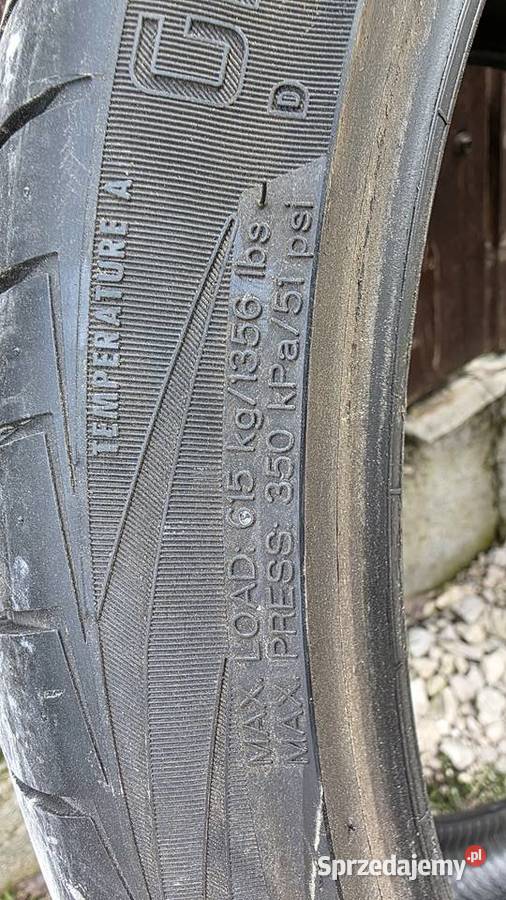 D
TEMPERATURE A
MAX. LOAD: 615 kg/1356 lbs
MAX. PRESS: 350 kPa/51 psi
Sprzedajemy.pl